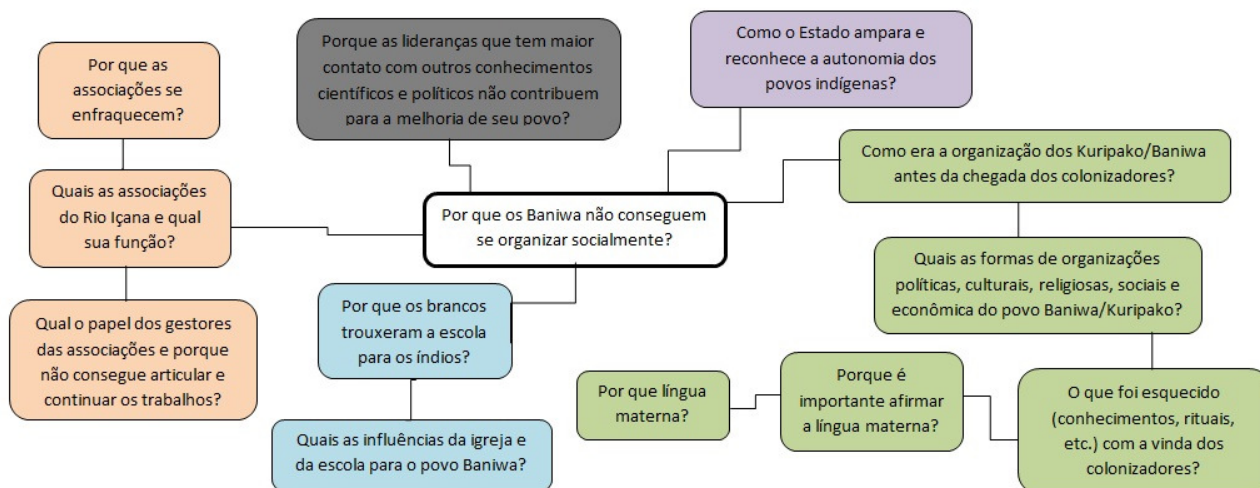 Por que as
associações se
enfraquecem?
Porque as lideranças que tem maior
contato com outros conhecimentos
científicos e políticos não contribuem
para a melhoria de seu povo?
Como o Estado ampara e
reconhece a autonomia dos
povos indígenas?
Como era a organização dos Kuripako/Baniwa
antes da chegada dos colonizadores?
Quais as associações
do Rio Içana e qual
sua função?
Por que os Baniwa não conseguem
se organizar socialmente?
Quais as formas de organizações
políticas, culturais, religiosas, sociais e
econômica do povo Baniwa/Kuripako?
Qual o papel dos gestores
das associações e porque
não consegue articular e
continuar os trabalhos?
Por que os brancos
trouxeram a escola
para os índios?
Por que língua
materna?
Porque é
importante afirmar
a língua materna?
O que foi esquecido
(conhecimentos, rituais,
etc.) com a vinda dos
colonizadores?
Quais as influências da igreja e
da escola para o povo Baniwa?